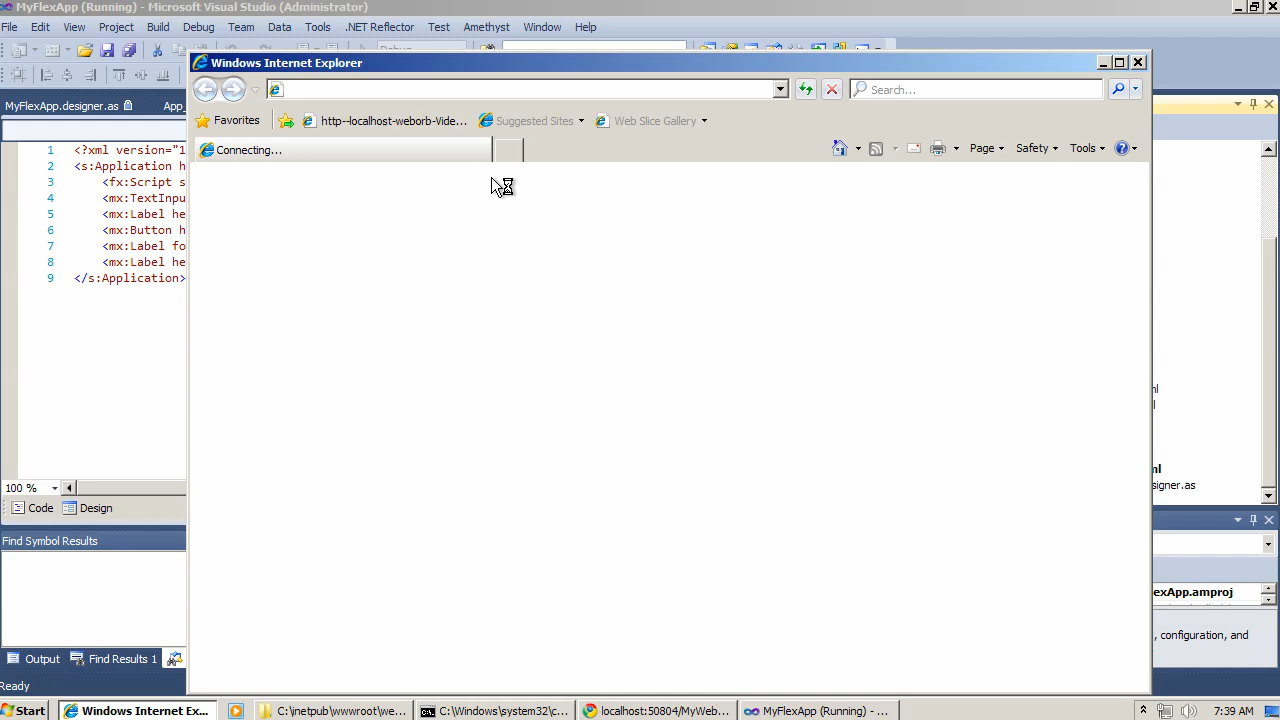 MyFlexApp (Running) - Microsoft Visual Studio (Administrator)
File Edit View Project Build Debug Team Data Tools .NET Reflector Test Amethyst Window Help
Debug
Windows Internet Explorer
Search...
Favorites http--localhost-weborb-Vide... Suggested Sites Web Slice Gallery
Connecting...
Page Safety Tools
MyFlexApp.designer.as App_
1 <?xml version="1
2 <s:Application h
3 <fx:Script s
4 <mx:TextInpu
5 <mx:Label he
6 <mx:Button h
7 <mx:Label fo
8 <mx:Label he
9 </s:Application>
ml
signer.as
100 %
Code Design
Find Symbol Results
exApp.amproj
, configuration, and
Output Find Results 1
Ready
Start Windows Internet Ex... C:\inetpub\wwwroot\we... C:\Windows\system32\c... localhost:50804/MyWeb... MyFlexApp (Running) - ... 7:39 AM